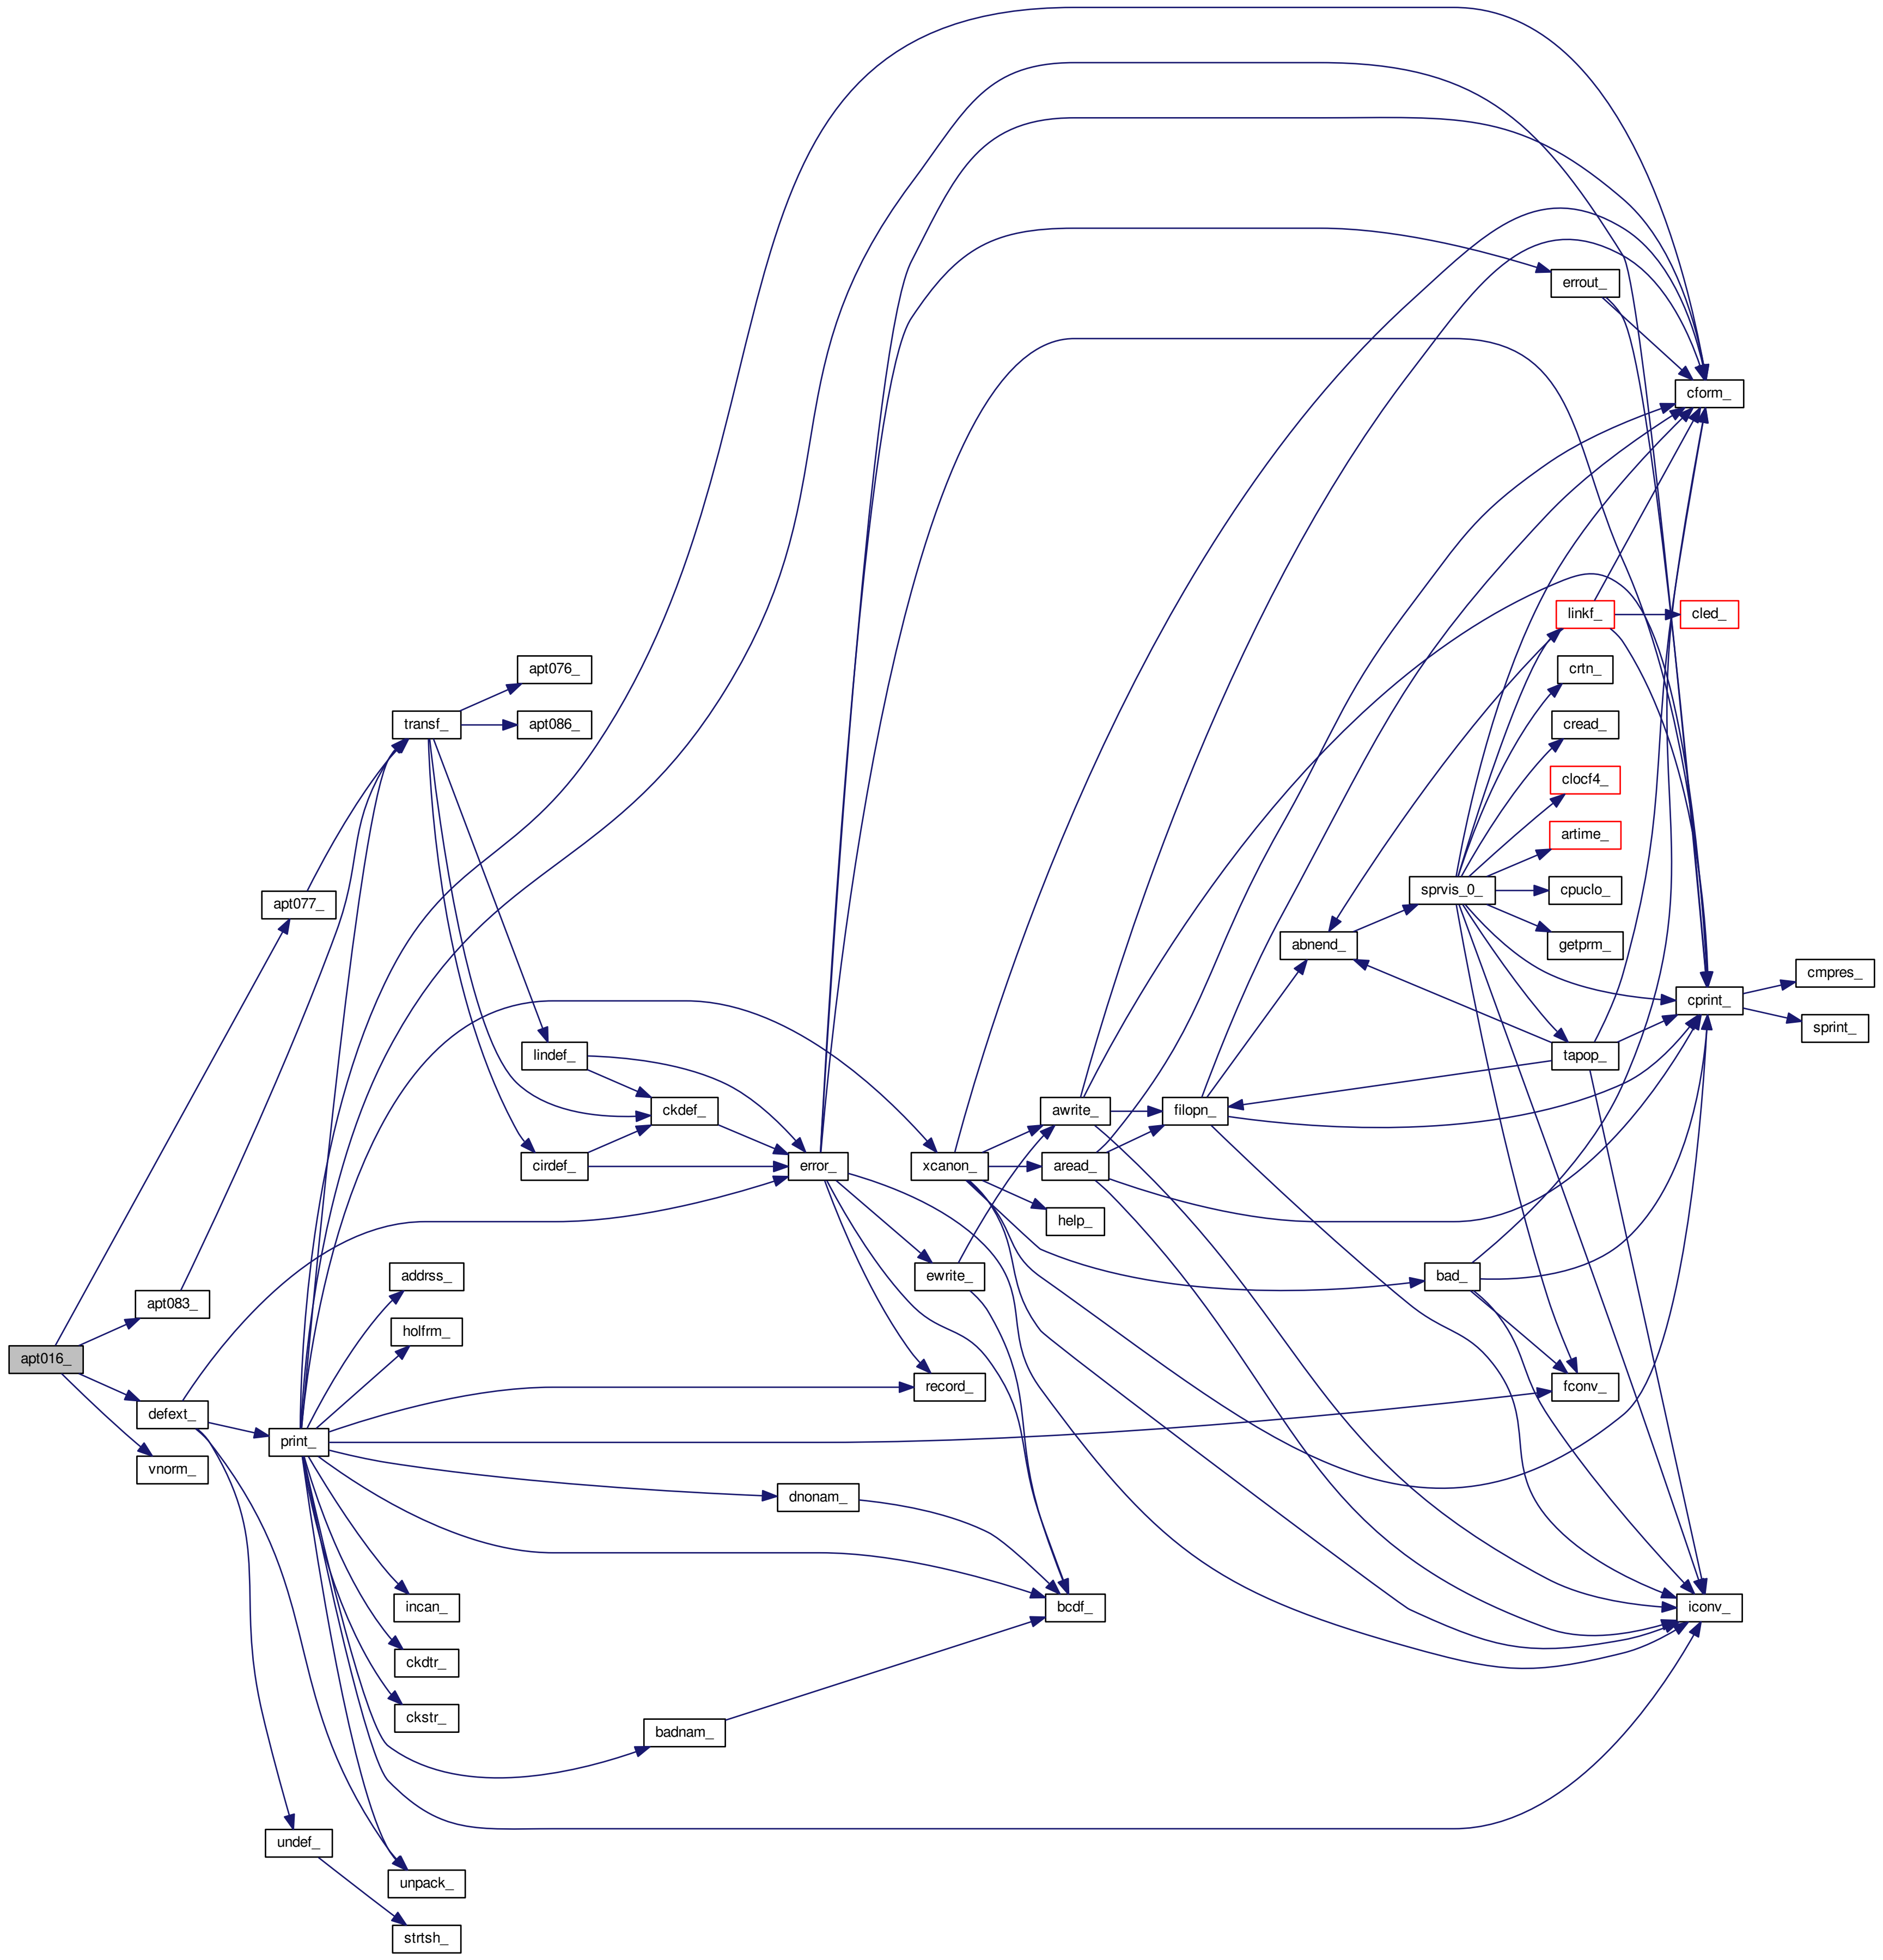 errout_
cform_
linkf_
cled_
apt076_
crtn_
transf_
apt086_
cread_
clocf4_
artime_
apt077_
sprvis_0_
cpuclo_
abnend_
getprm_
cmpres_
cprint_
sprint_
lindef_
tapop_
ckdef_
awrite_
filopn_
cirdef_
error_
xcanon_
aread_
help_
addrss_
ewrite_
bad_
apt083_
holfrm_
apt016_
record_
fconv_
defext_
print_
vnorm_
dnonam_
incan_
bcdf_
iconv_
ckdtr_
ckstr_
badnam_
undef_
unpack_
strtsh_